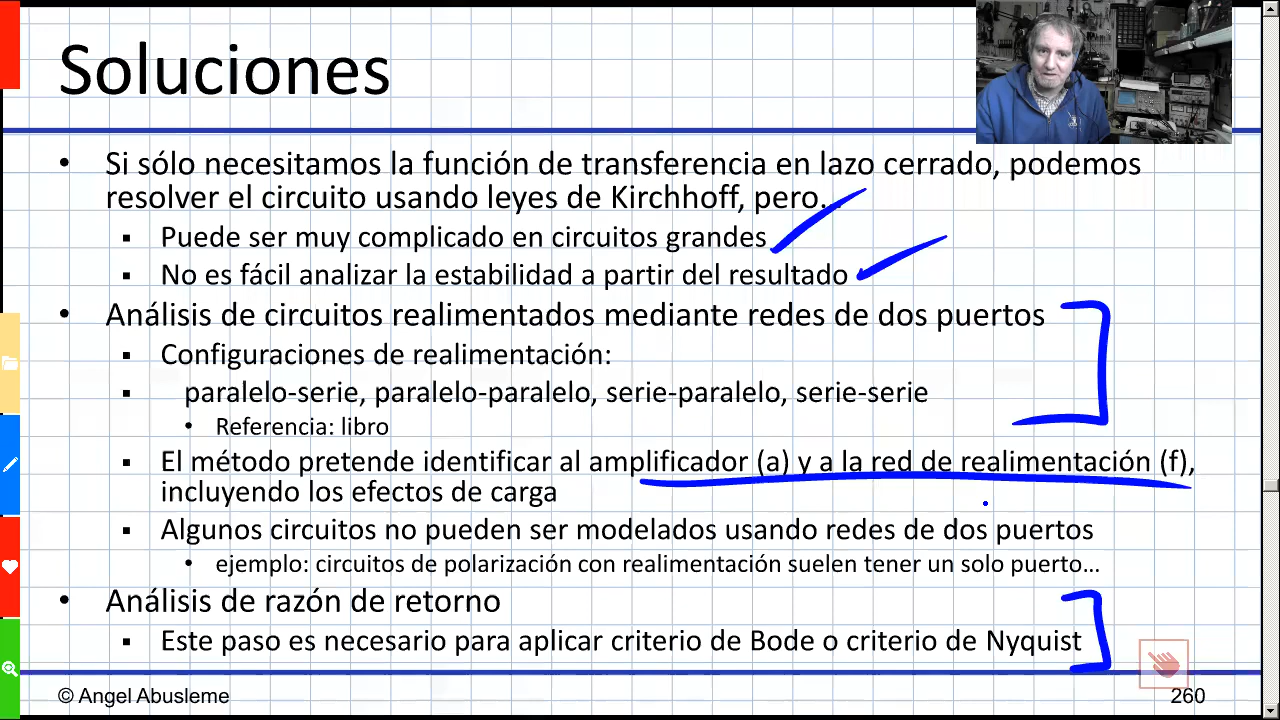 Soluciones
• Si sólo necesitamos la función de transferencia en lazo cerrado, podemos
resolver el circuito usando leyes de Kirchhoff, pero...
▪ Puede ser muy complicado en circuitos grandes
▪ No es fácil analizar la estabilidad a partir del resultado
• Análisis de circuitos realimentados mediante redes de dos puertos
▪ Configuraciones de realimentación:
▪ paralelo-serie, paralelo-paralelo, serie-paralelo, serie-serie
• Referencia: libro
▪ El método pretende identificar al amplificador (a) y a la red de realimentación (f),
incluyendo los efectos de carga
▪ Algunos circuitos no pueden ser modelados usando redes de dos puertos
• ejemplo: circuitos de polarización con realimentación suelen tener un solo puerto...
• Análisis de razón de retorno
▪ Este paso es necesario para aplicar criterio de Bode o criterio de Nyquist
© Angel Abusleme
260